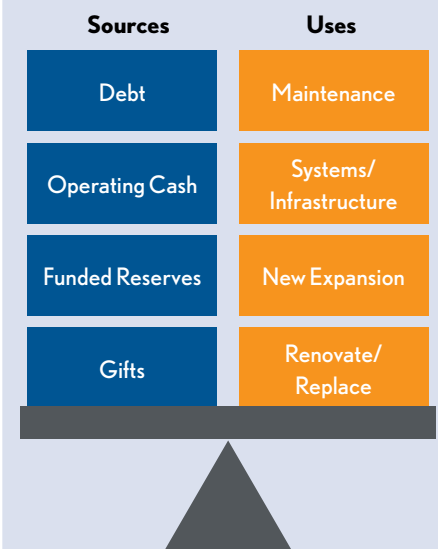 Sources
Uses
Debt
Maintenance
Operating Cash
Systems/
Infrastructure
Funded Reserves
New Expansion
Gifts
Renovate/
Replace